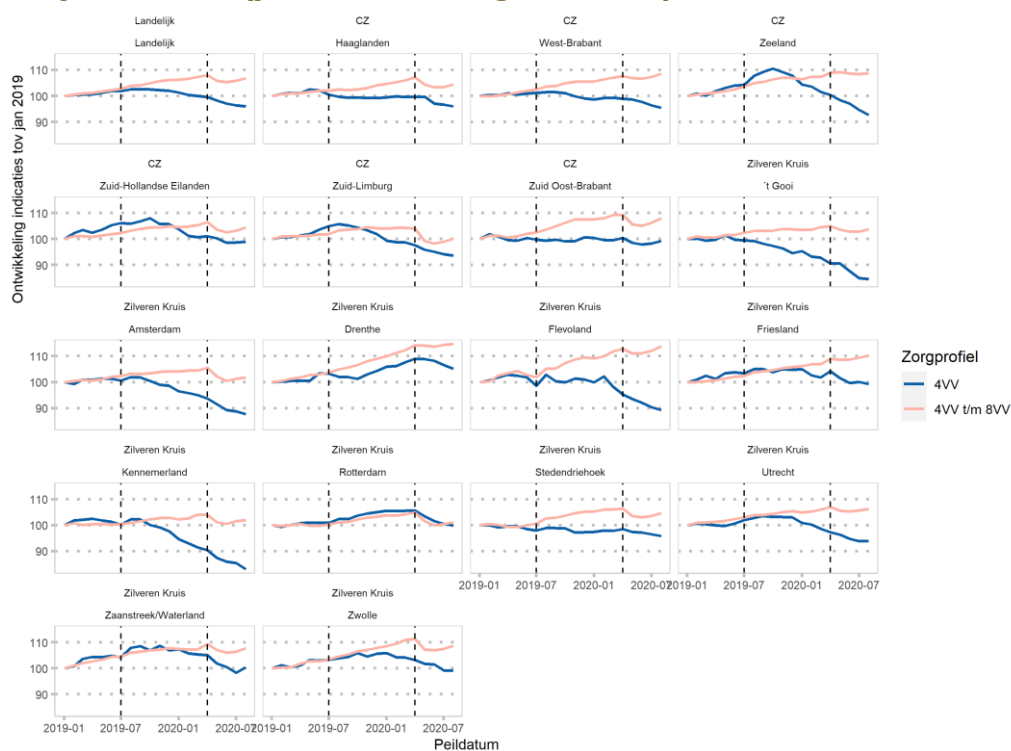 Landelijk CZ CZ CZ
Landelijk Haaglanden West-Brabant Zeeland
110
100
90
CZ CZ CZ Zilveren Kruis
Zuid-Hollandse Eilanden Zuid-Limburg Zuid Oost-Brabant 't Gooi
110
100
90
Ontwikkeling indicaties tov jan 2019
Zilveren Kruis Zilveren Kruis Zilveren Kruis Zilveren Kruis
Amsterdam Drenthe Flevoland Friesland
110
100
90
Zorgprofiel
4VV
4VV t/m 8VV
Zilveren Kruis Zilveren Kruis Zilveren Kruis Zilveren Kruis
Kennemerland Rotterdam Stedendriehoek Utrecht
110
100
90
2019-01 2019-07 2020-01 2020-07 2019-01 2019-07 2020-01 2020-07
Zilveren Kruis Zilveren Kruis
Zaanstreek/Waterland Zwolle
110
100
90
2019-01 2019-07 2020-01 2020-07 2019-01 2019-07 2020-01 2020-07
Peildatum